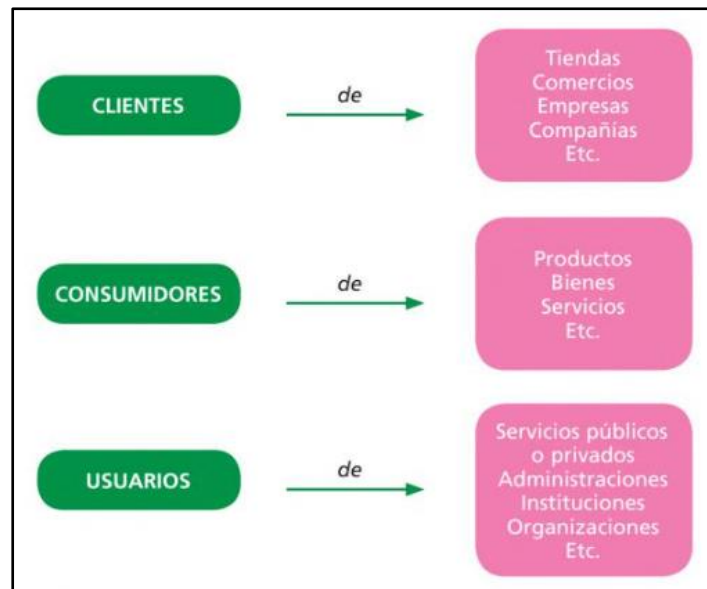 CLIENTES
de
Tiendas
Comercios
Empresas
Compañías
Etc.
CONSUMIDORES
de
Productos
Bienes
Servicios
Etc.
USUARIOS
de
Servicios públicos
o privados
Administraciones
Instituciones
Organizaciones
Etc.